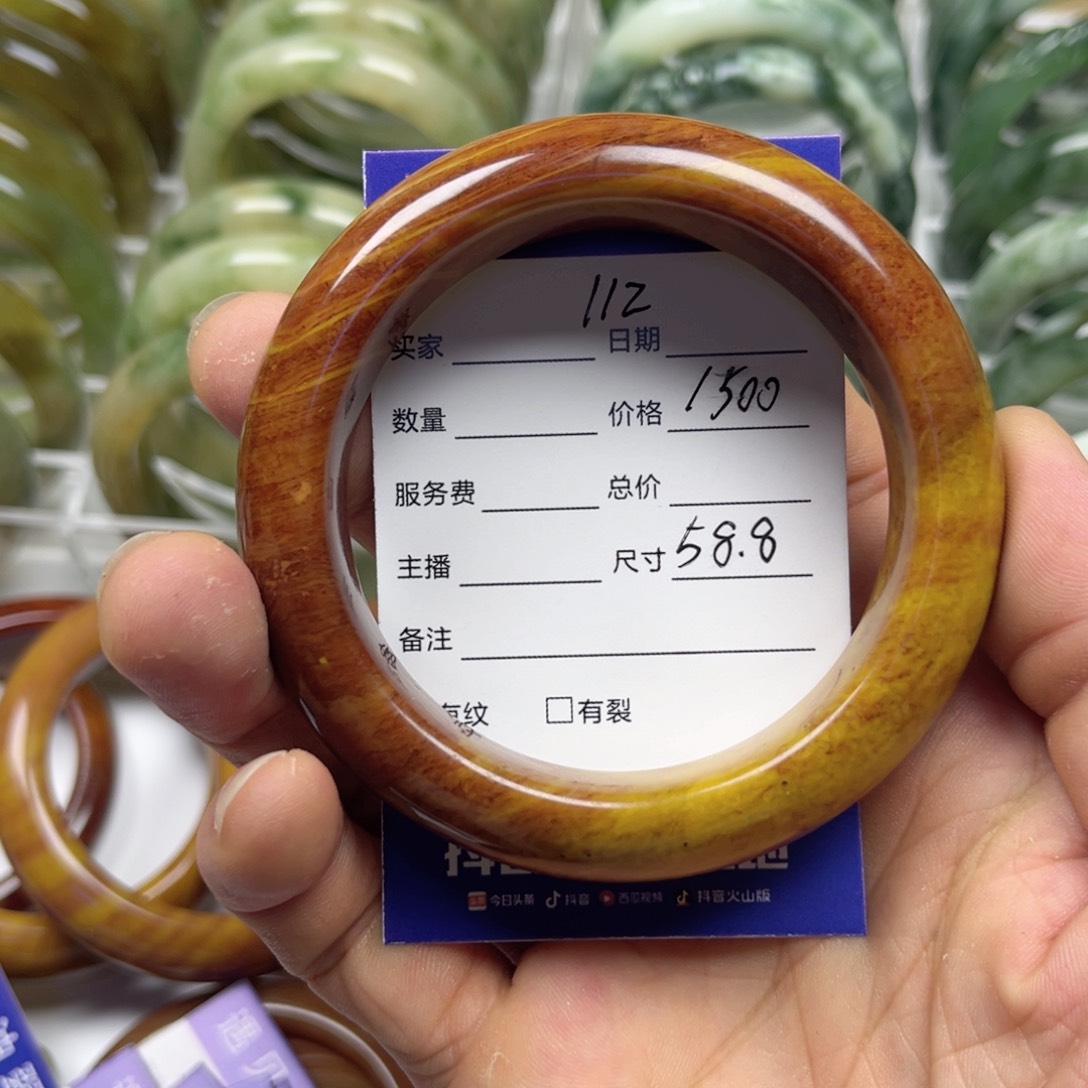 112
买家 日期
数量 价格 1500
服务费 总价
主播 尺寸 58.8
备注
纹 □有裂
今日头条 抖音 西瓜视频 抖音火山版